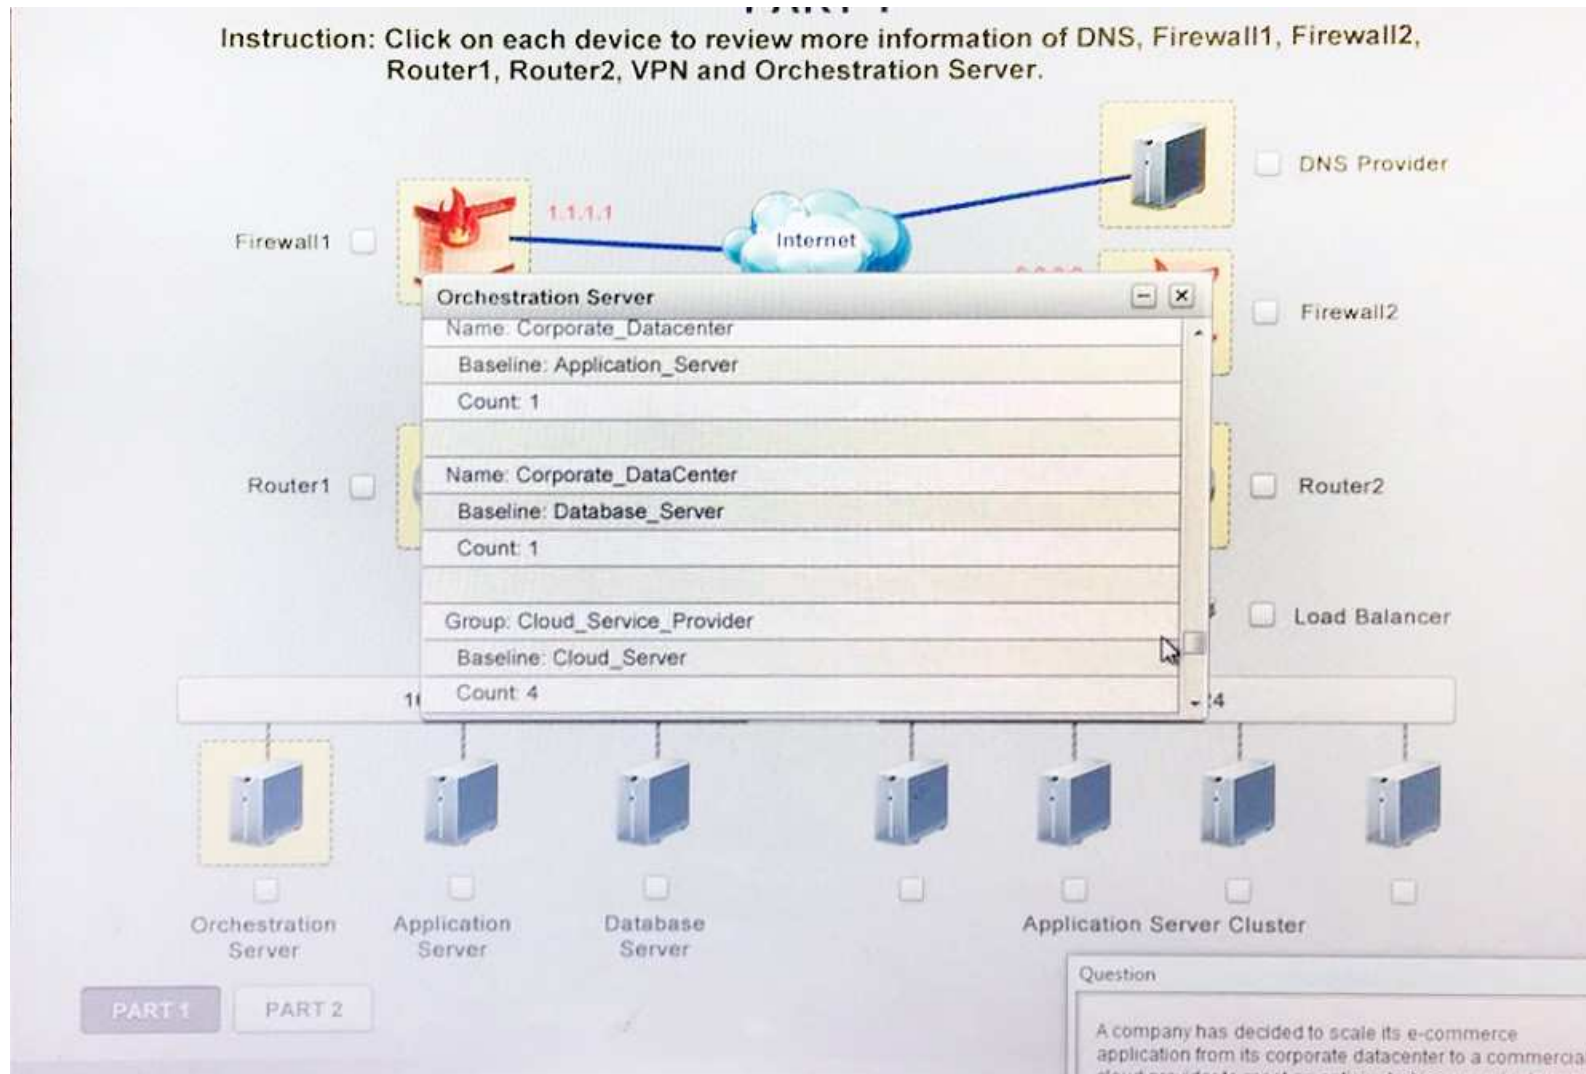 Instruction: Click on each device to review more information of DNS, Firewall1, Firewall2,
Router1, Router2, VPN and Orchestration Server.
DNS Provider
1.1.1.1
Firewall1
Internet
Orchestration Server
Firewall2
Name: Corporate_Datacenter
Baseline: Application_Server
Count: 1
Name: Corporate_DataCenter
Router1
Router2
Baseline: Database_Server
Count: 1
Group: Cloud_Service_Provider
Load Balancer
Baseline: Cloud_Server
Count: 4
Orchestration
Server
Application
Server
Database
Server
Application Server Cluster
Question
PART 1
PART 2
A company has decided to scale its e-commerce
application from its corporate datacenter to a commercia